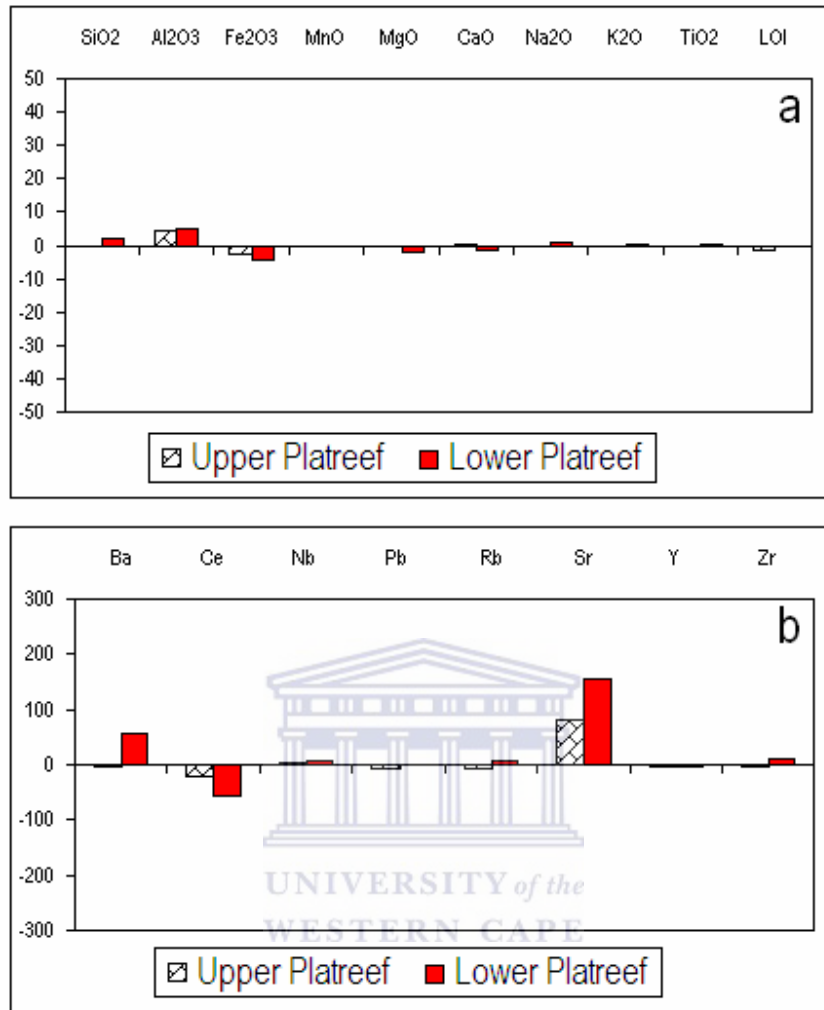 SiO2 Al2O3 Fe2O3 MnO MgO CaO Na2O K2O TiO2 LOI
a
50
40
30
20
10
0
-10
-20
-30
-40
-50
Upper Platreef Lower Platreef
Ba Ce Nb Pb Rb Sr Y Zr
b
300
200
100
0
-100
-200
-300
UNIVERSITY of the
WESTERN CAPE
Upper Platreef Lower Platreef